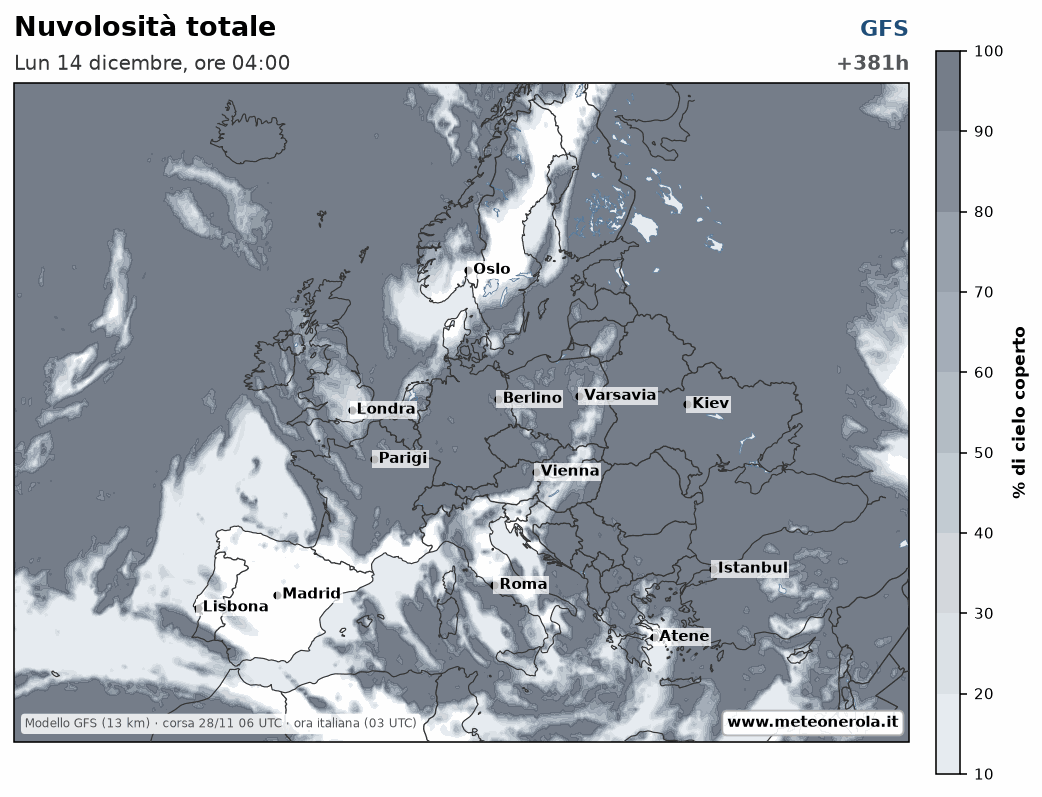 Nuvolosità totale
GFS
Lun 14 dicembre, ore 04:00
+381h
100
90
80
70
60
50
40
30
20
10
% di cielo coperto
Oslo
Londra
Berlino
Varsavia
Kiev
Parigi
Vienna
Istanbul
Roma
Madrid
Lisbona
Atene
Modello GFS (13 km) · corsa 28/11 06 UTC · ora italiana (03 UTC)
www.meteonerola.it